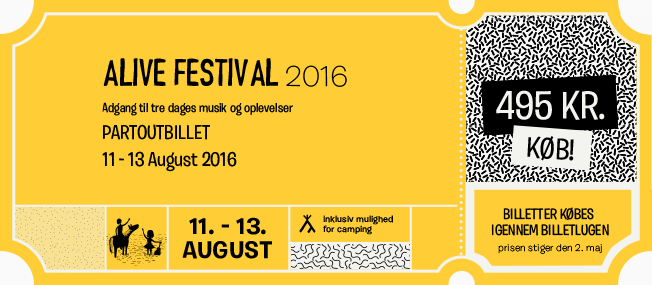 ALIVE FESTIVAL 2016
Adgang til tre dages musik og oplevelser
PARTOUTBILLET
11 - 13 August 2016
11. - 13.
AUGUST
Inklusiv mulighed
for camping
495 KR.
KØB!
BILLETTER KØBES
IGENNEM BILLETLUGEN
prisen stiger den 2. maj